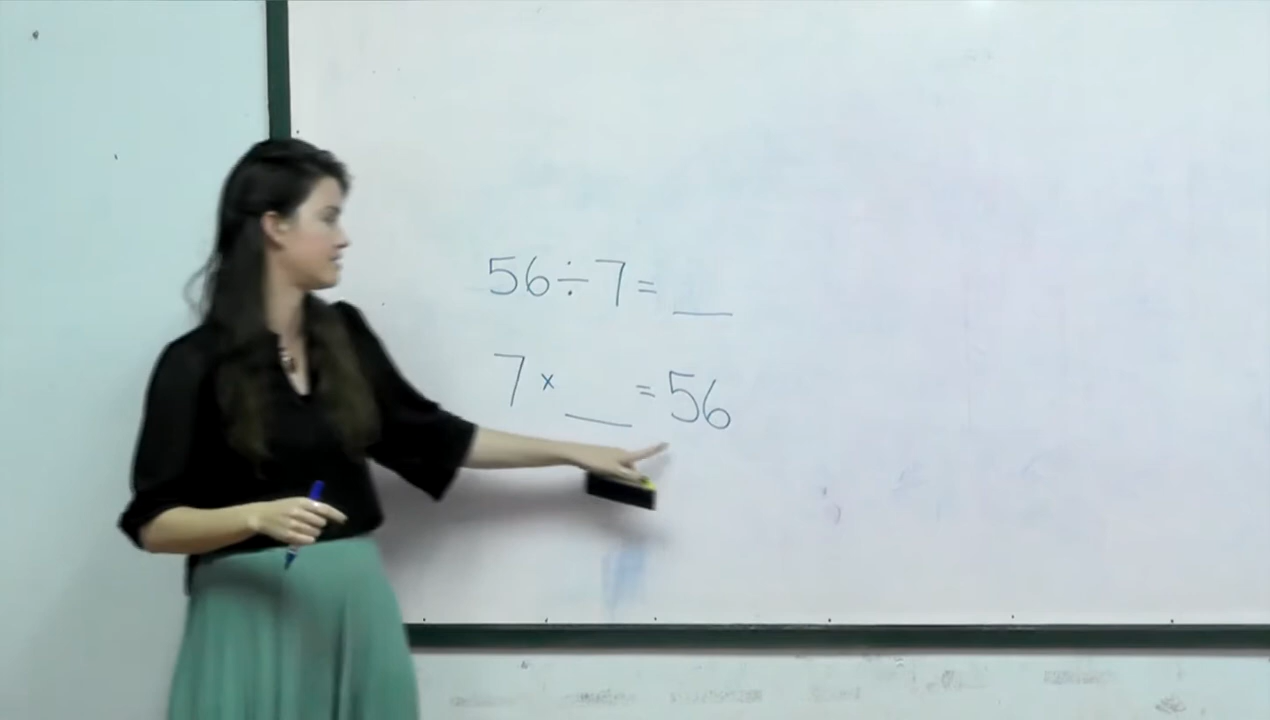 56÷7= __
7 × __ = 56